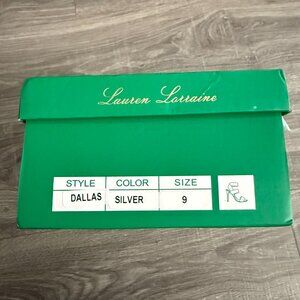 Lauren Lorraine
STYLE COLOR SIZE
DALLAS SILVER 9